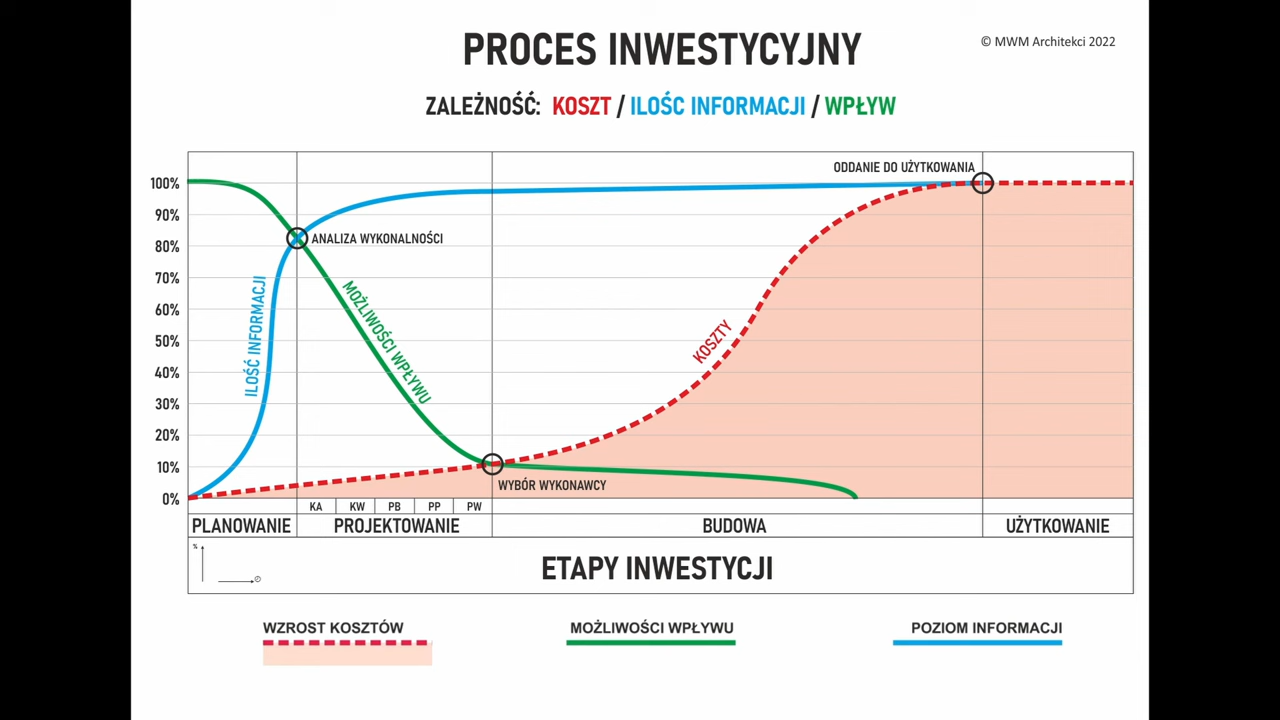 PROCES INWESTYCYJNY
© MWM Architekci 2022
ZALEŻNOŚĆ: KOSZT / ILOŚC INFORMACJI / WPŁYW
ODDANIE DO UŻYTKOWANIA
100%
90%
80%
70%
60%
50%
40%
30%
20%
10%
0%
ANALIZA WYKONALNOŚCI
ILOŚĆ INFORMACJI
MOŻLIWOŚCI WPŁYWU
KOSZTY
WYBÓR WYKONAWCY
KA KW PB PP PW
PLANOWANIE PROJEKTOWANIE BUDOWA UŻYTKOWANIE
%
ETAPY INWESTYCJI
WZROST KOSZTÓW MOŻLIWOŚCI WPŁYWU POZIOM INFORMACJI